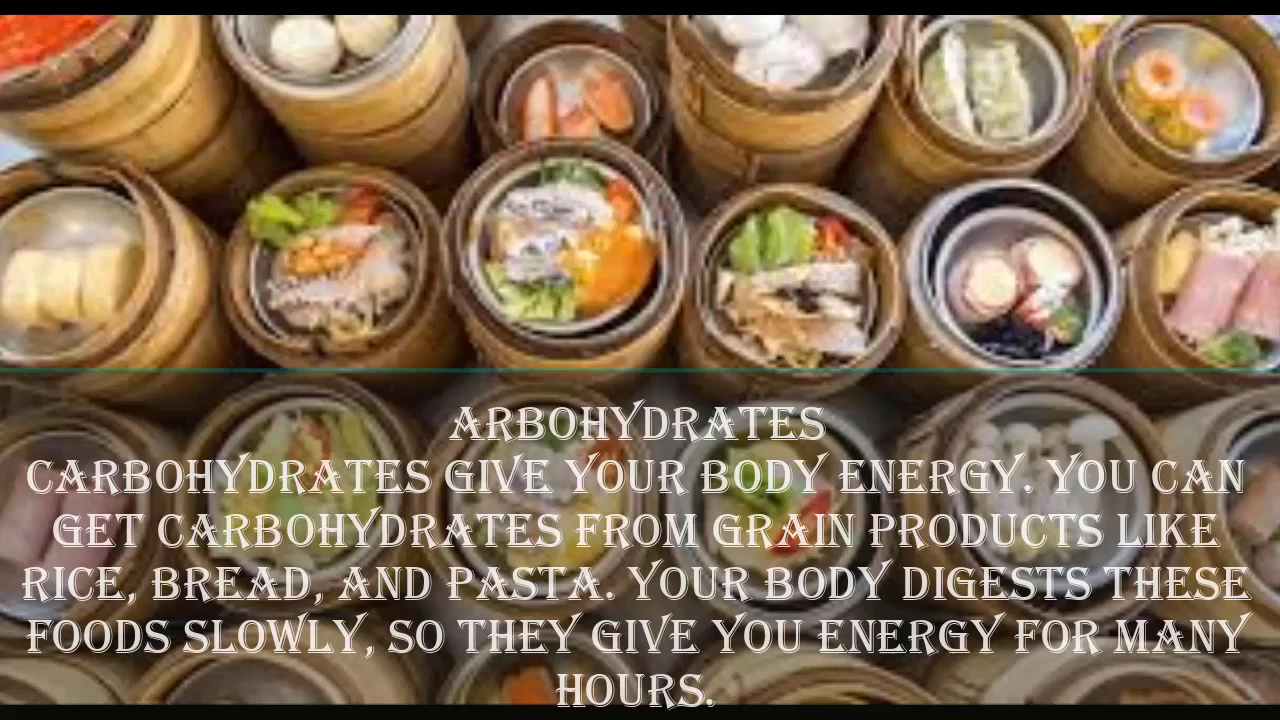 ARBOHYDRATES
CARBOHYDRATES GIVE YOUR BODY ENERGY. YOU CAN
GET CARBOHYDRATES FROM GRAIN PRODUCTS LIKE
RICE, BREAD, AND PASTA. YOUR BODY DIGESTS THESE
FOODS SLOWLY, SO THEY GIVE YOU ENERGY FOR MANY
HOURS.